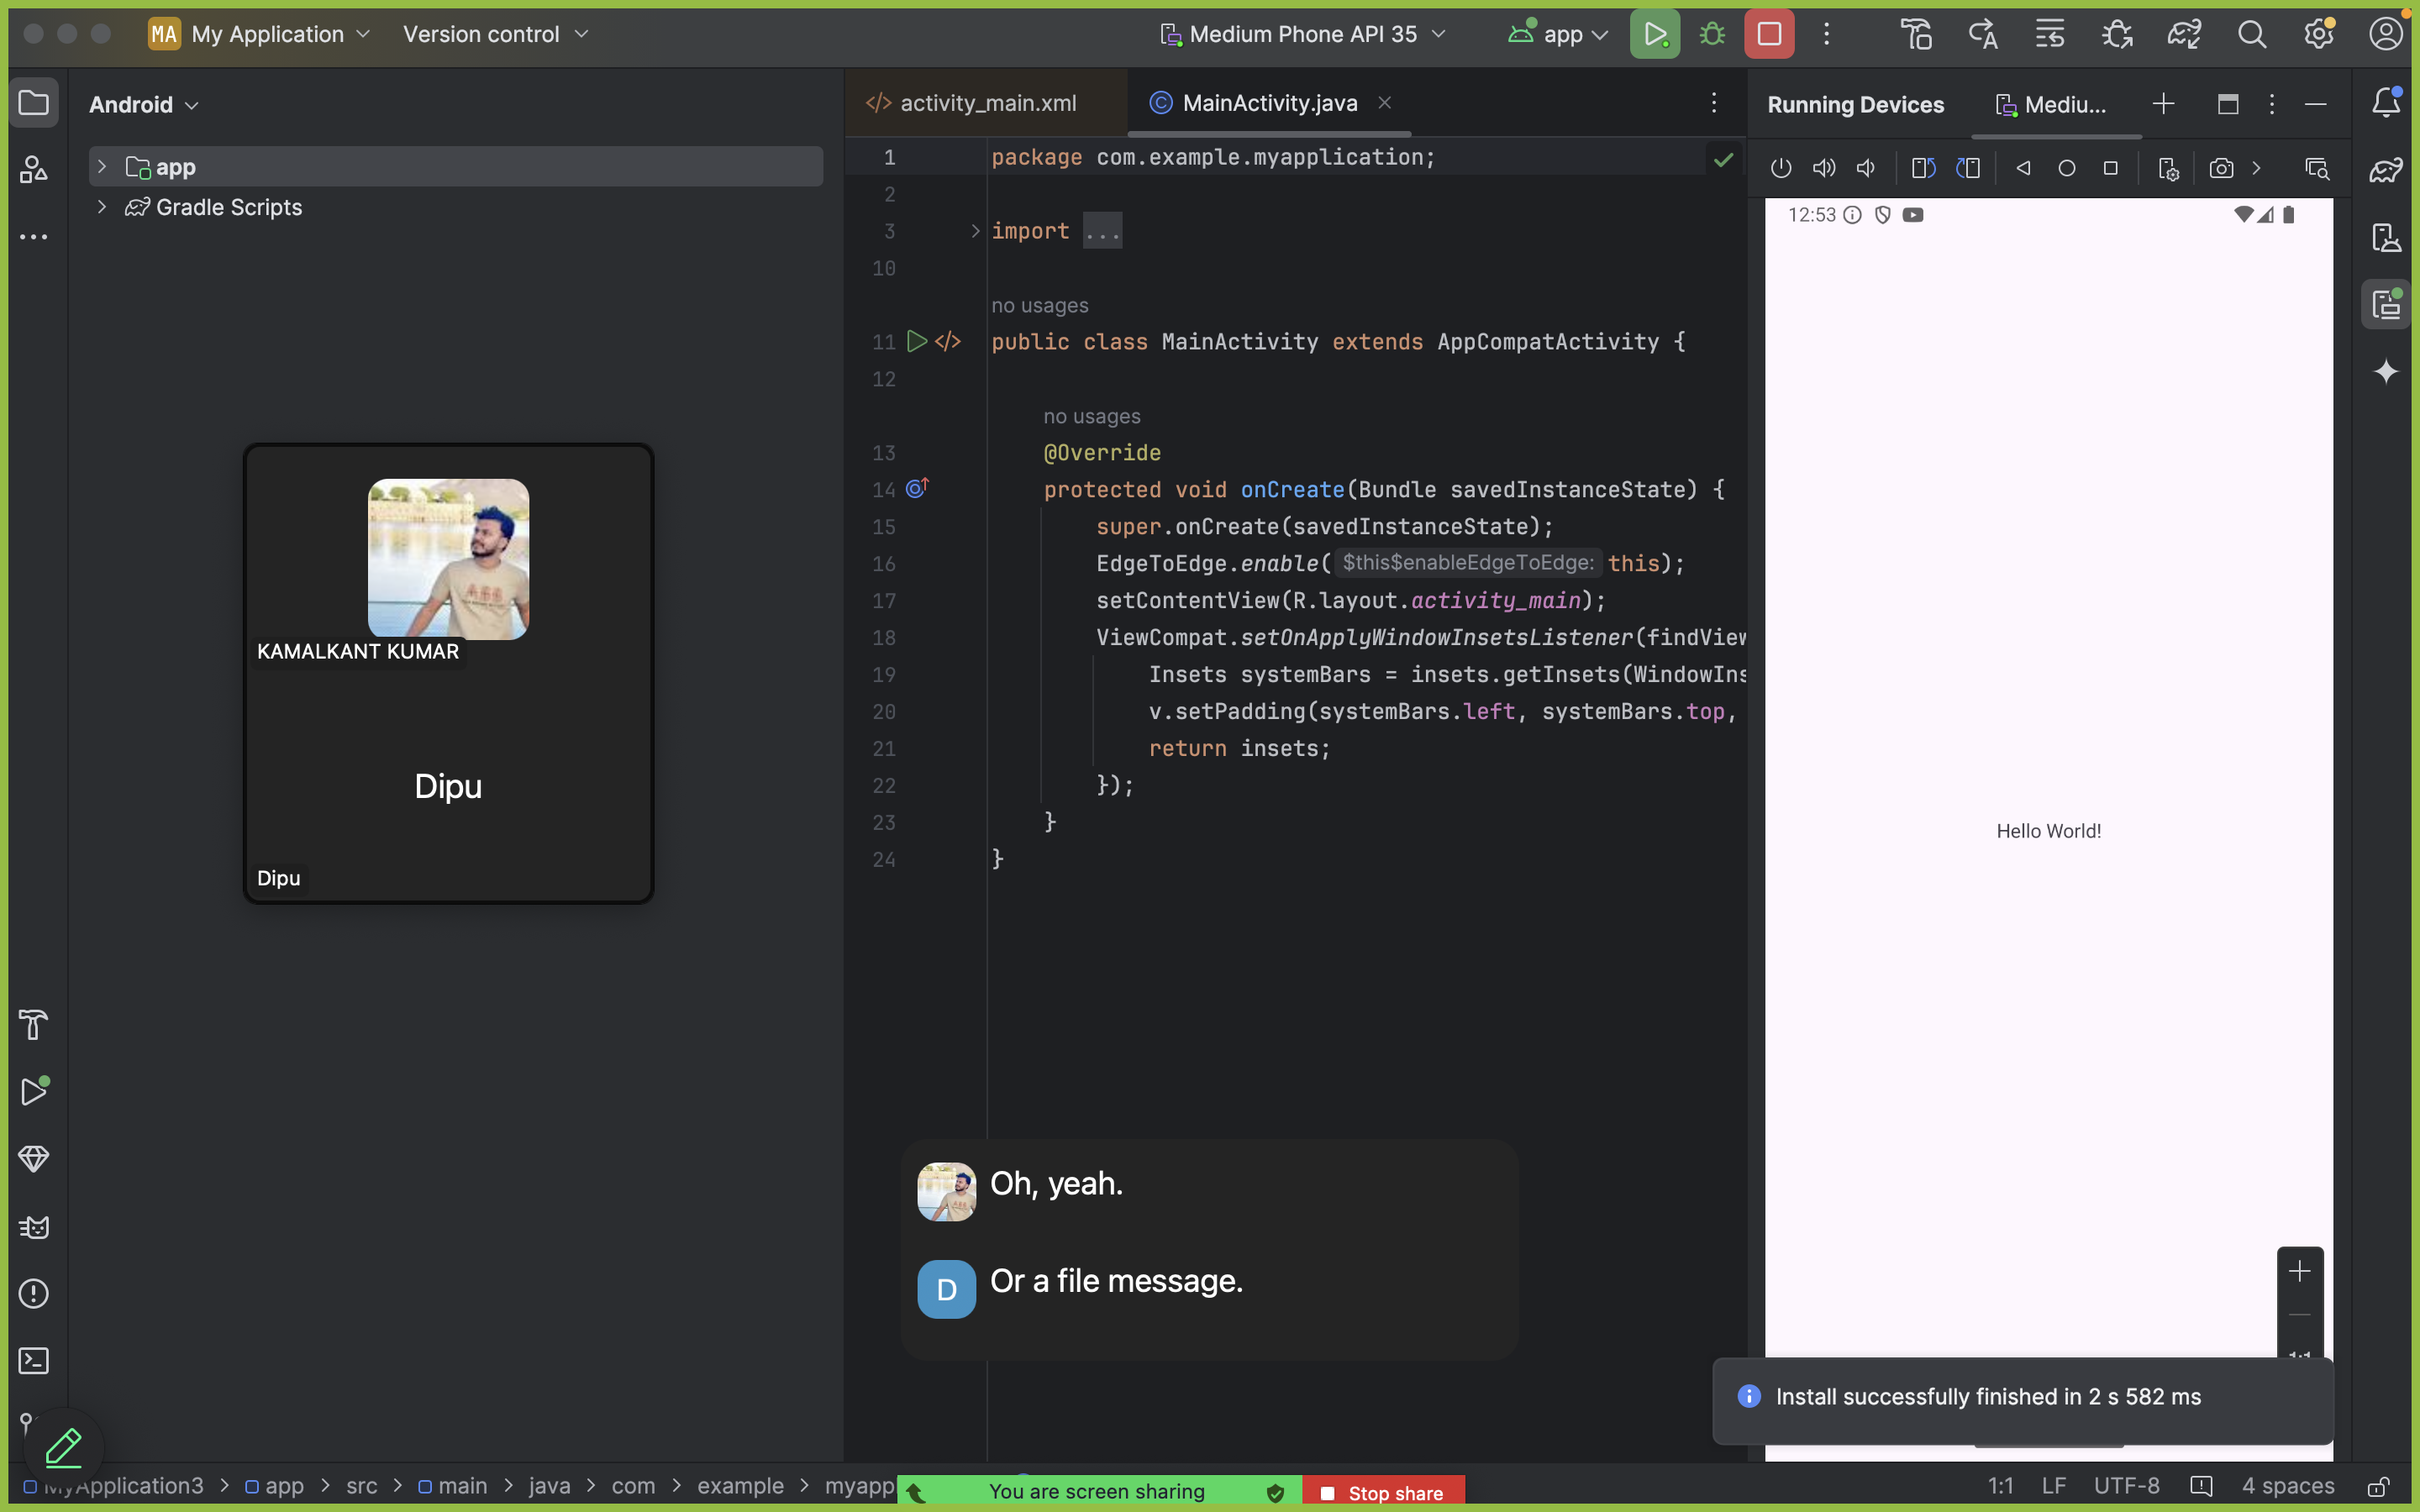 MA My Application Version control Medium Phone API 35 app
Android
app
Gradle Scripts
KAMALKANT KUMAR
Dipu
Dipu
activity_main.xml MainActivity.java
1 package com.example.myapplication;
2
3 import ...
10
no usages
11 public class MainActivity extends AppCompatActivity {
12
no usages
13 @Override
14 protected void onCreate(Bundle savedInstanceState) {
15 super.onCreate(savedInstanceState);
16 EdgeToEdge.enable( $this$enableEdgeToEdge: this);
17 setContentView(R.layout.activity_main);
18 ViewCompat.setOnApplyWindowInsetsListener(findView
19 Insets systemBars = insets.getInsets(WindowIns
20 v.setPadding(systemBars.left, systemBars.top,
21 return insets;
22 });
23 }
24 }
Oh, yeah.
D Or a file message.
Running Devices Mediu...
12:53
Hello World!
Install successfully finished in 2 s 582 ms
MyApplication3 > app > src > main > java > com > example > myapp
You are screen sharing Stop share
1:1 LF UTF-8 4 spaces